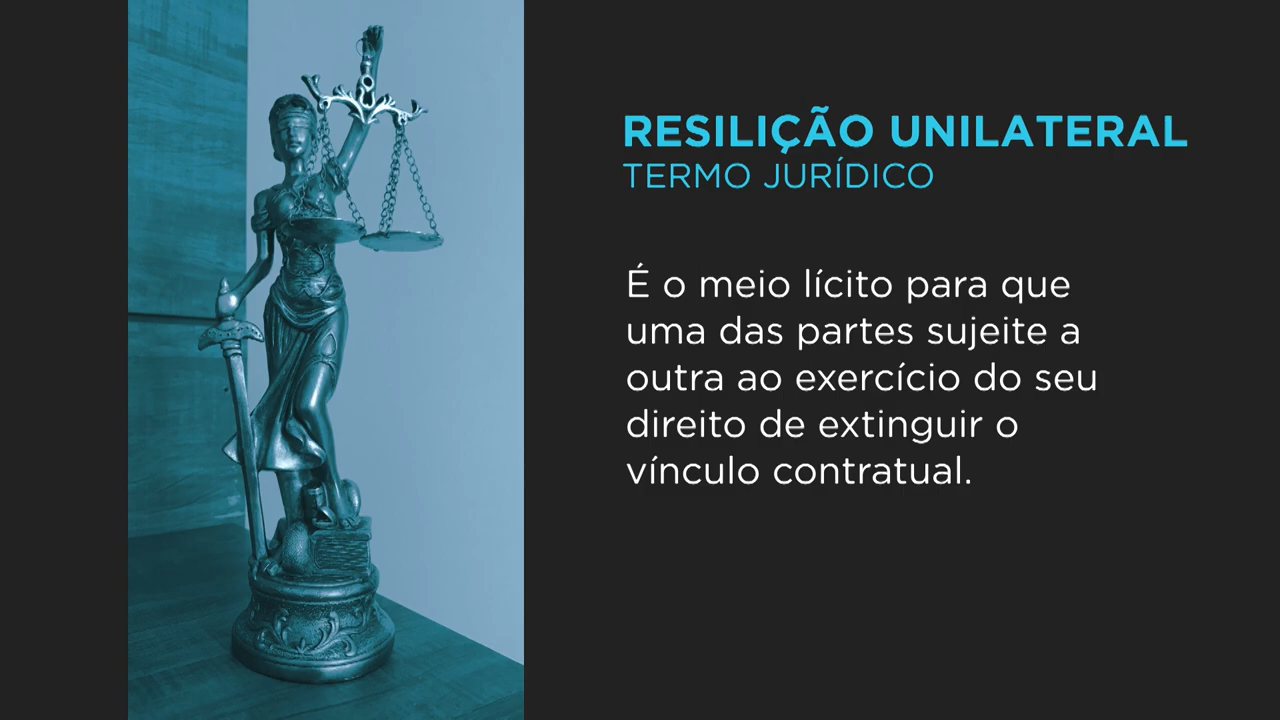 RESILIÇÃO UNILATERAL
TERMO JURÍDICO
É o meio lícito para que
uma das partes sujeite a
outra ao exercício do seu
direito de extinguir o
vínculo contratual.